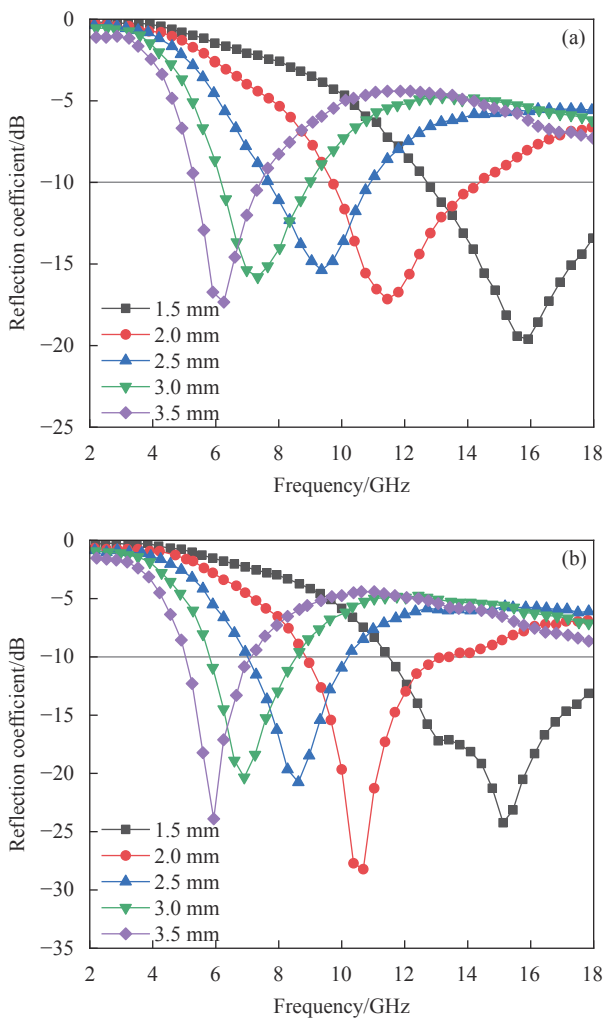 (a)
0
−5
−10
−15
−20
−25
Reflection coefficient/dB
1.5 mm
2.0 mm
2.5 mm
3.0 mm
3.5 mm
2 4 6 8 10 12 14 16 18
Frequency/GHz
(b)
0
−5
−10
−15
−20
−25
−30
−35
Reflection coefficient/dB
1.5 mm
2.0 mm
2.5 mm
3.0 mm
3.5 mm
2 4 6 8 10 12 14 16 18
Frequency/GHz